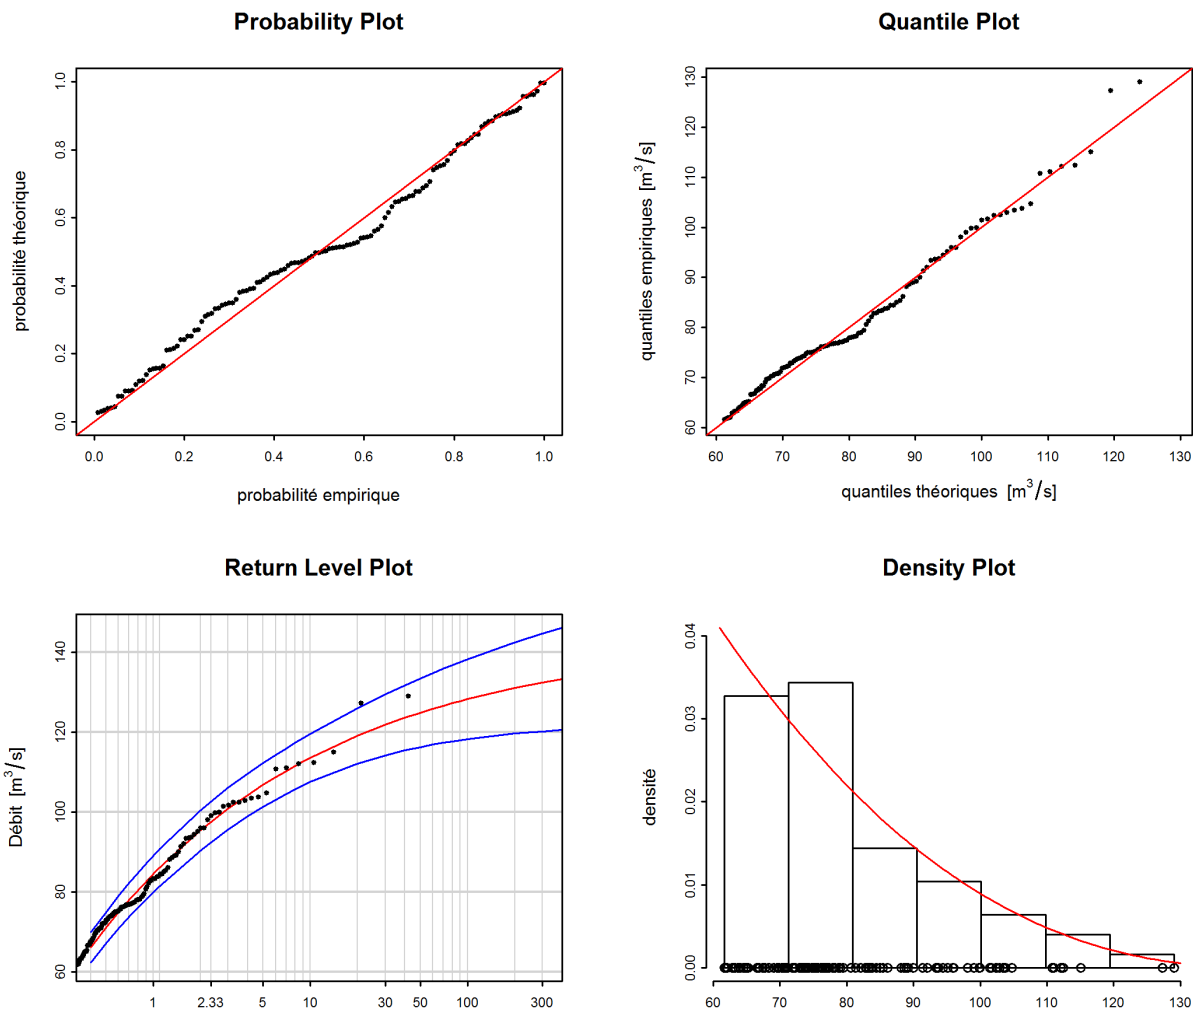 Probability Plot
probabilité théorique
0.0 0.2 0.4 0.6 0.8 1.0
0.0 0.2 0.4 0.6 0.8 1.0
probabilité empirique
Quantile Plot
quantiles empiriques [m³/s]
60 70 80 90 100 110 120 130
60 70 80 90 100 110 120 130
quantiles théoriques [m³/s]
Return Level Plot
Débit [m³/s]
60 80 100 120 140
1 2.33 5 10 30 50 100 300
Density Plot
densité
0.00 0.01 0.02 0.03 0.04
60 70 80 90 100 110 120 130